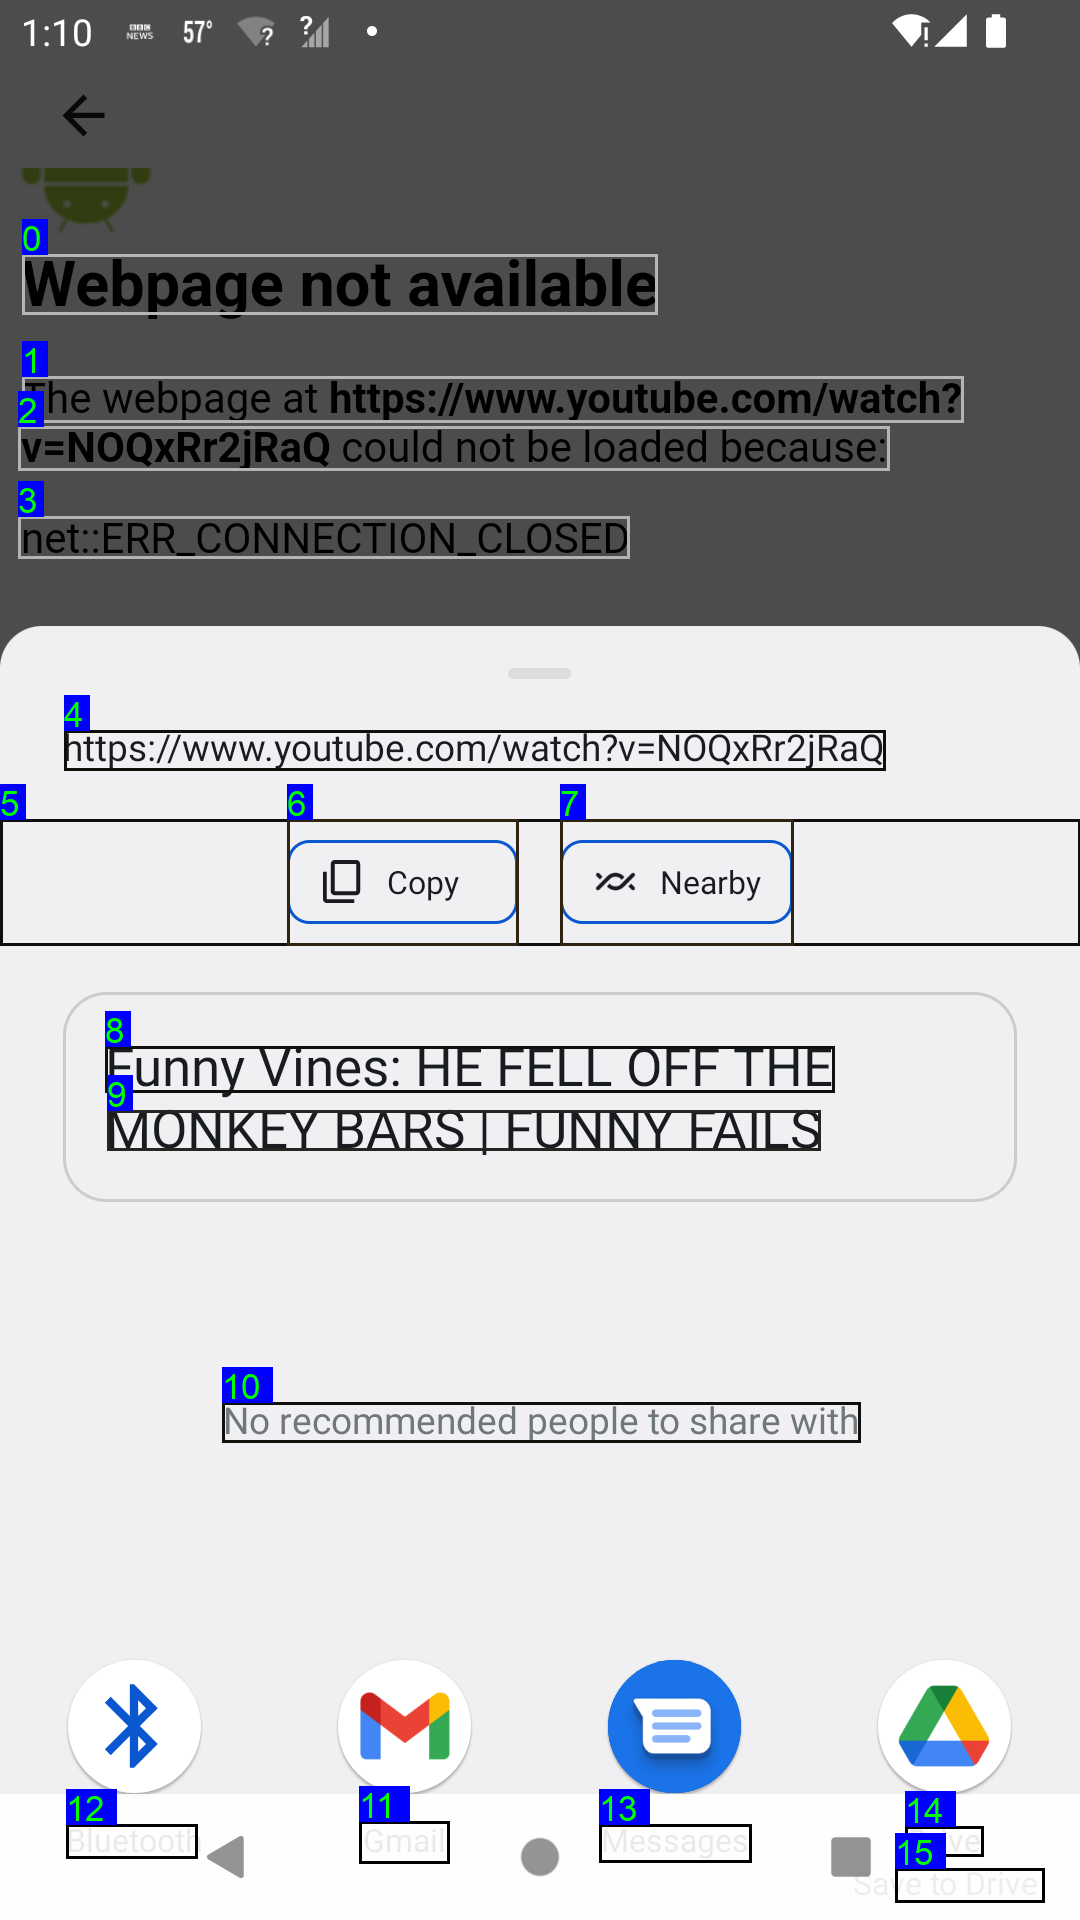 1:10 BBC NEWS 57°
0
Webpage not available
1
The webpage at https://www.youtube.com/watch?
2
v=NOQxRr2jRaQ could not be loaded because:
3
net::ERR_CONNECTION_CLOSED
4
https://www.youtube.com/watch?v=NOQxRr2jRaQ
5 6 7
Copy Nearby
8
Funny Vines: HE FELL OFF THE
9
MONKEY BARS | FUNNY FAILS
10
No recommended people to share with
12 11 13 14
Bluetooth Gmail Messages
15
Save to Drive